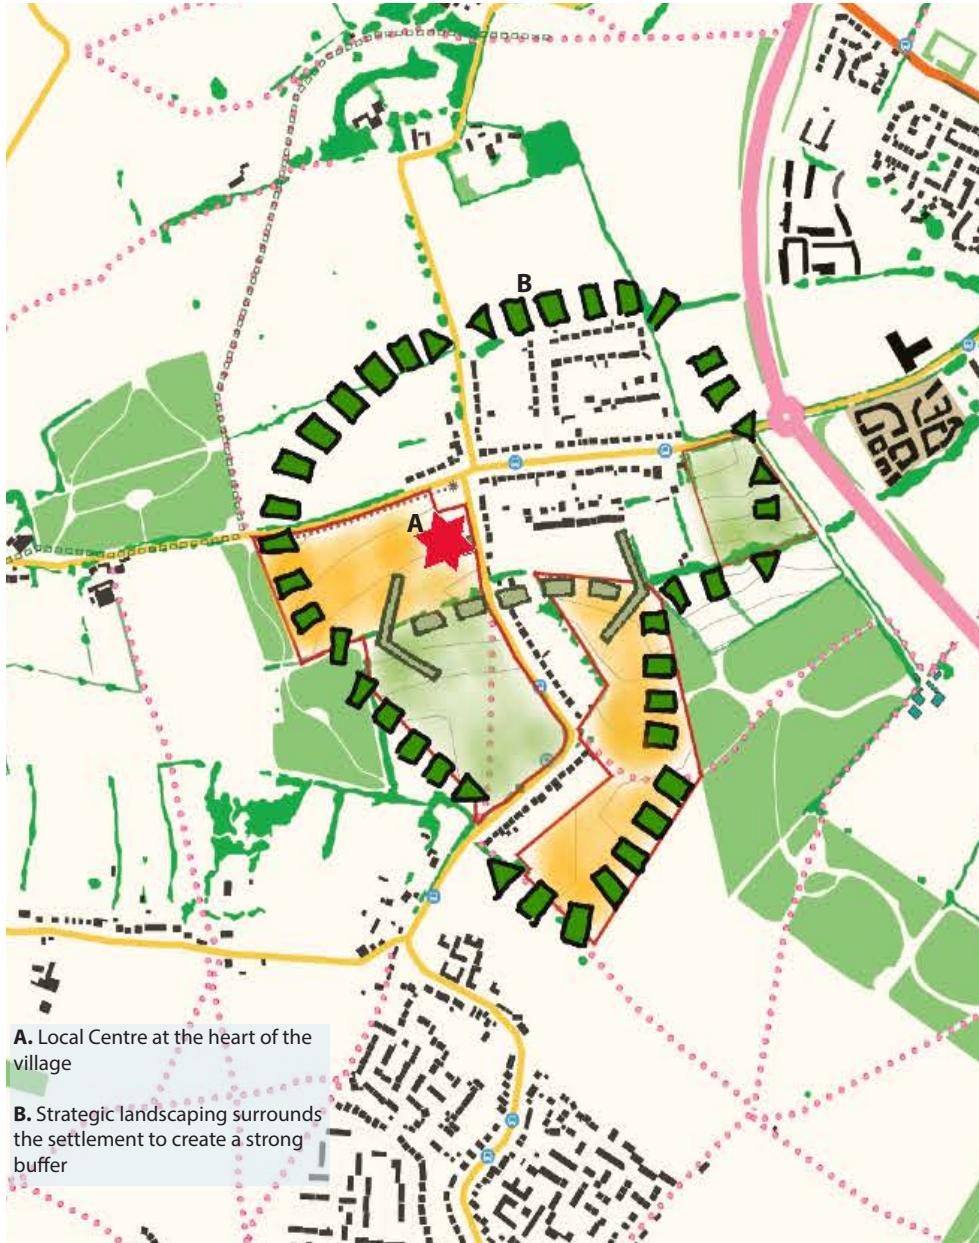 B
A
A. Local Centre at the heart of the
village
B. Strategic landscaping surrounds
the settlement to create a strong
buffer